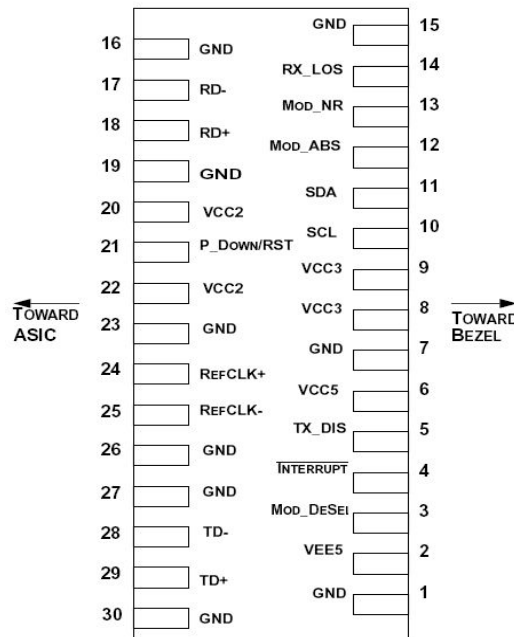 GND 15
16 GND
RX_LOS 14
17 RD-
MOD_NR 13
18 RD+
MOD_ABS 12
19 GND
SDA 11
20 VCC2
SCL 10
21 P_DOWN/RST
VCC3 9
22 VCC2
VCC3 8
TOWARD ASIC
TOWARD BEZEL
23 GND
GND 7
24 REFCLK+
VCC5 6
25 REFCLK-
TX_DIS 5
26 GND
INTERRUPT 4
27 GND
MOD_DESEL 3
28 TD-
VEE5 2
29 TD+
GND 1
30 GND